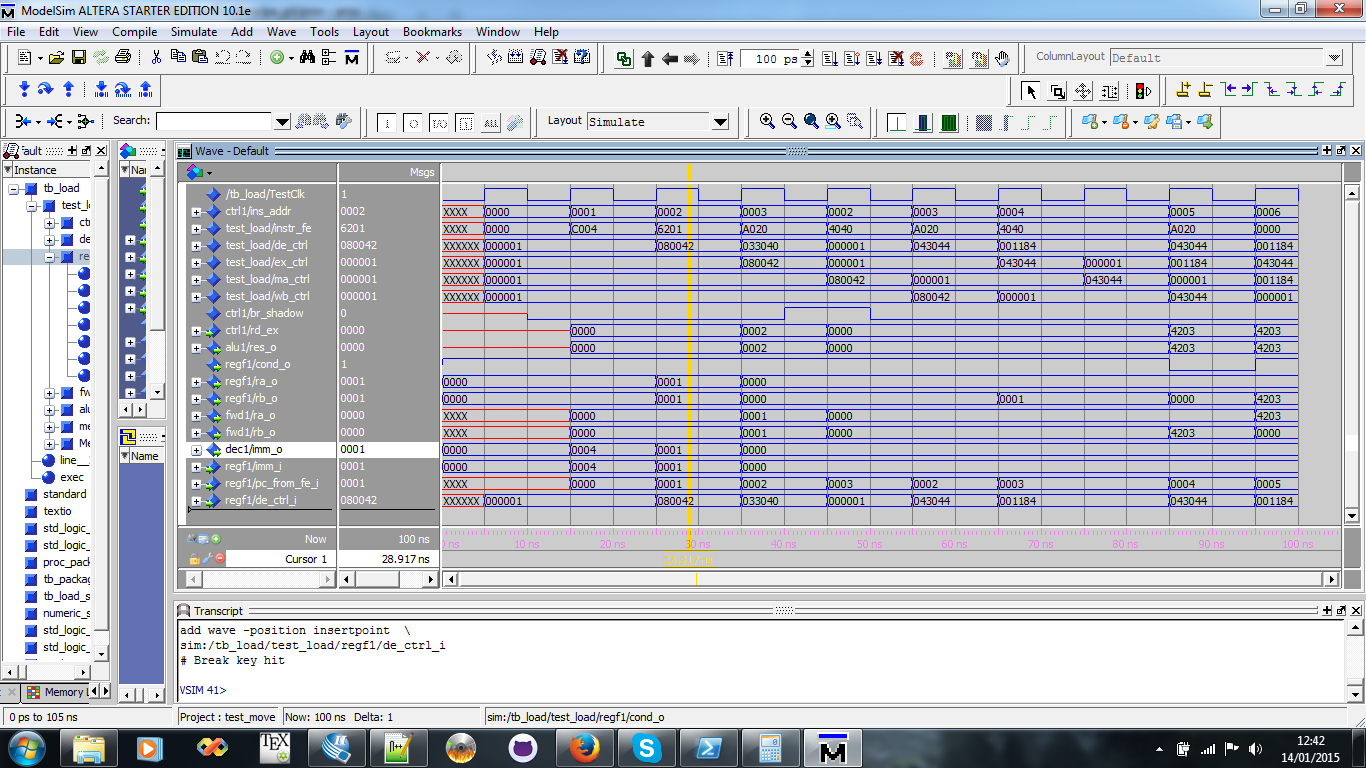 ModelSim ALTERA STARTER EDITION 10.1e
File Edit View Compile Simulate Add Wave Tools Layout Bookmarks Window Help
100 ps ColumnLayout Default
Search: Layout Simulate
ault Wave - Default
Instance Na Msgs
tb_load /tb_load/TestClk 1
test_l ctrl1/ins_addr 0002 XXXX 0000 0001 0002 0003 0002 0003 0004 0005 0006
ct test_load/instr_fe 6201 XXXX 0000 C004 6201 A020 4040 A020 4040 A020 0000
de test_load/de_ctrl 080042 XXXXXX 000001 080042 033040 000001 043044 001184 043044 001184
re test_load/ex_ctrl 000001 XXXXXX 000001 080042 000001 043044 000001 001184 043044
test_load/ma_ctrl 000001 XXXXXX 000001 080042 000001 043044 000001 001184
test_load/wb_ctrl 000001 XXXXXX 000001 080042 000001 043044 000001
ctrl1/br_shadow 0
ctrl1/rd_ex 0000 0000 0002 0000 4203 4203
alu1/res_o 0000 0000 0002 0000 4203 4203
regf1/cond_o 1
regf1/ra_o 0001 0000 0001 0000
fw regf1/rb_o 0001 0000 0001 0000 0001 0000 4203
alu fwd1/ra_o 0000 XXXX 0000 0001 0000 4203
me fwd1/rb_o 0000 XXXX 0000 0001 0000 4203 0000
Me dec1/imm_o 0001 0000 0004 0001 0000
Name
line__ regf1/imm_i 0001 0000 0004 0001 0000
exec regf1/pc_from_fe_i 0001 XXXX 0000 0001 0002 0003 0002 0003 0004 0005
standard regf1/de_ctrl_i 080042 XXXXXX 000001 080042 033040 000001 043044 001184 043044 001184
textio
std_logic_
std_logic_ Now 100 ns ns 10 ns 20 ns 30 ns 40 ns 50 ns 60 ns 70 ns 80 ns 90 ns 100 ns
proc_pack Cursor 1 28.917 ns
tb_packag
tb_load_s
numeric_s Transcript
std_logic_ add wave -position insertpoint \
std_logic_ sim:/tb_load/test_load/regf1/de_ctrl_i
# Break key hit
Memory L VSIM 41>
0 ps to 105 ns Project : test_move Now: 100 ns Delta: 1 sim:/tb_load/test_load/regf1/cond_o
12:42
14/01/2015